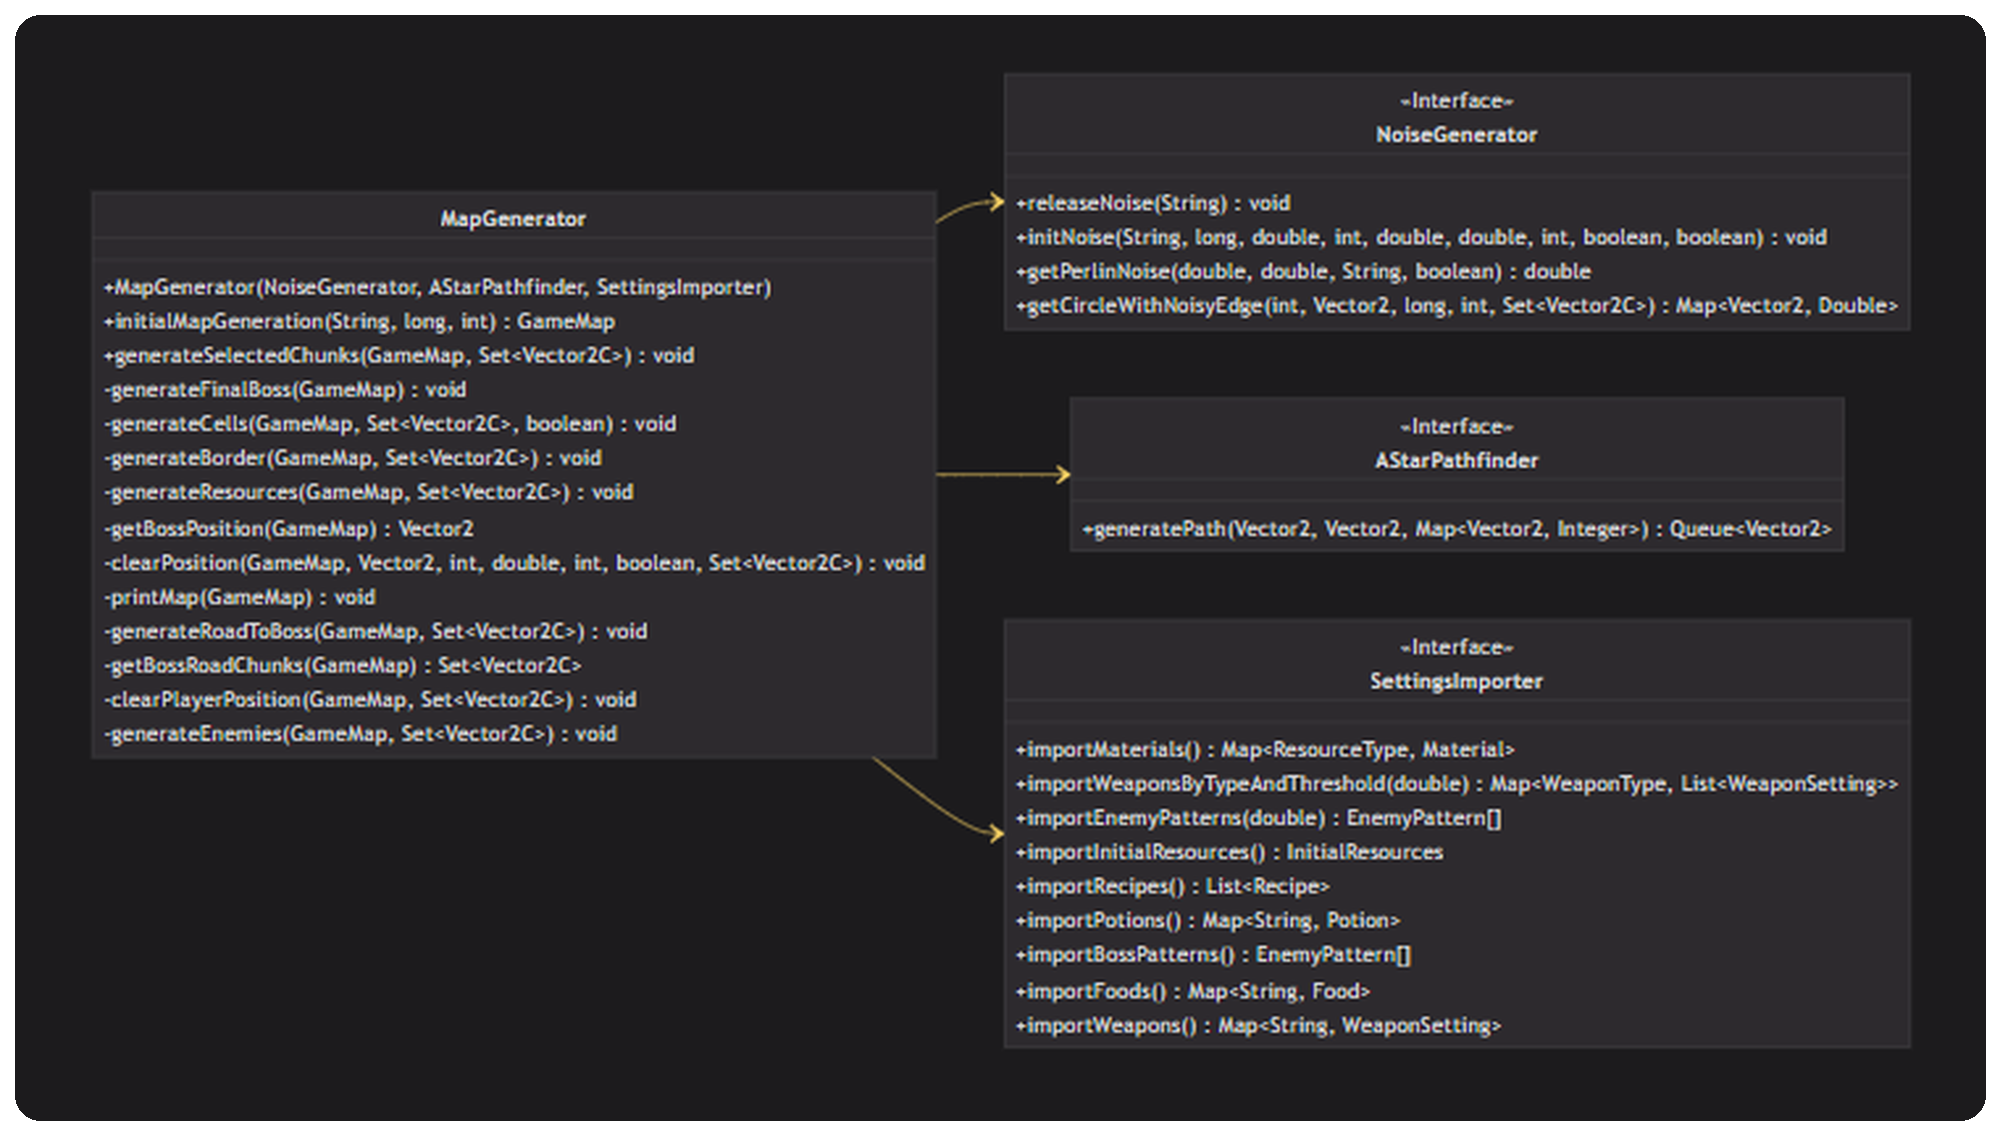 MapGenerator
+MapGenerator(NoiseGenerator, AStarPathfinder, SettingsImporter)
+initialMapGeneration(String, long, int) : GameMap
+generateSelectedChunks(GameMap, Set<Vector2C>) : void
-generateFinalBoss(GameMap) : void
-generateCells(GameMap, Set<Vector2C>, boolean) : void
-generateBorder(GameMap, Set<Vector2C>) : void
-generateResources(GameMap, Set<Vector2C>) : void
-getBossPosition(GameMap) : Vector2
-clearPosition(GameMap, Vector2, int, double, int, boolean, Set<Vector2C>) : void
-printMap(GameMap) : void
-generateRoadToBoss(GameMap, Set<Vector2C>) : void
-getBossRoadChunks(GameMap) : Set<Vector2C>
-clearPlayerPosition(GameMap, Set<Vector2C>) : void
-generateEnemies(GameMap, Set<Vector2C>) : void
«Interface»
NoiseGenerator
+releaseNoise(String) : void
+initNoise(String, long, double, int, double, double, int, boolean, boolean) : void
+getPerlinNoise(double, double, String, boolean) : double
+getCircleWithNoisyEdge(int, Vector2, long, int, Set<Vector2C>) : Map<Vector2, Double>
«Interface»
AStarPathfinder
+generatePath(Vector2, Vector2, Map<Vector2, Integer>) : Queue<Vector2>
«Interface»
SettingsImporter
+importMaterials() : Map<ResourceType, Material>
+importWeaponsByTypeAndThreshold(double) : Map<WeaponType, List<WeaponSetting>>
+importEnemyPatterns(double) : EnemyPattern[]
+importInitialResources() : InitialResources
+importRecipes() : List<Recipe>
+importPotions() : Map<String, Potion>
+importBossPatterns() : EnemyPattern[]
+importFoods() : Map<String, Food>
+importWeapons() : Map<String, WeaponSetting>